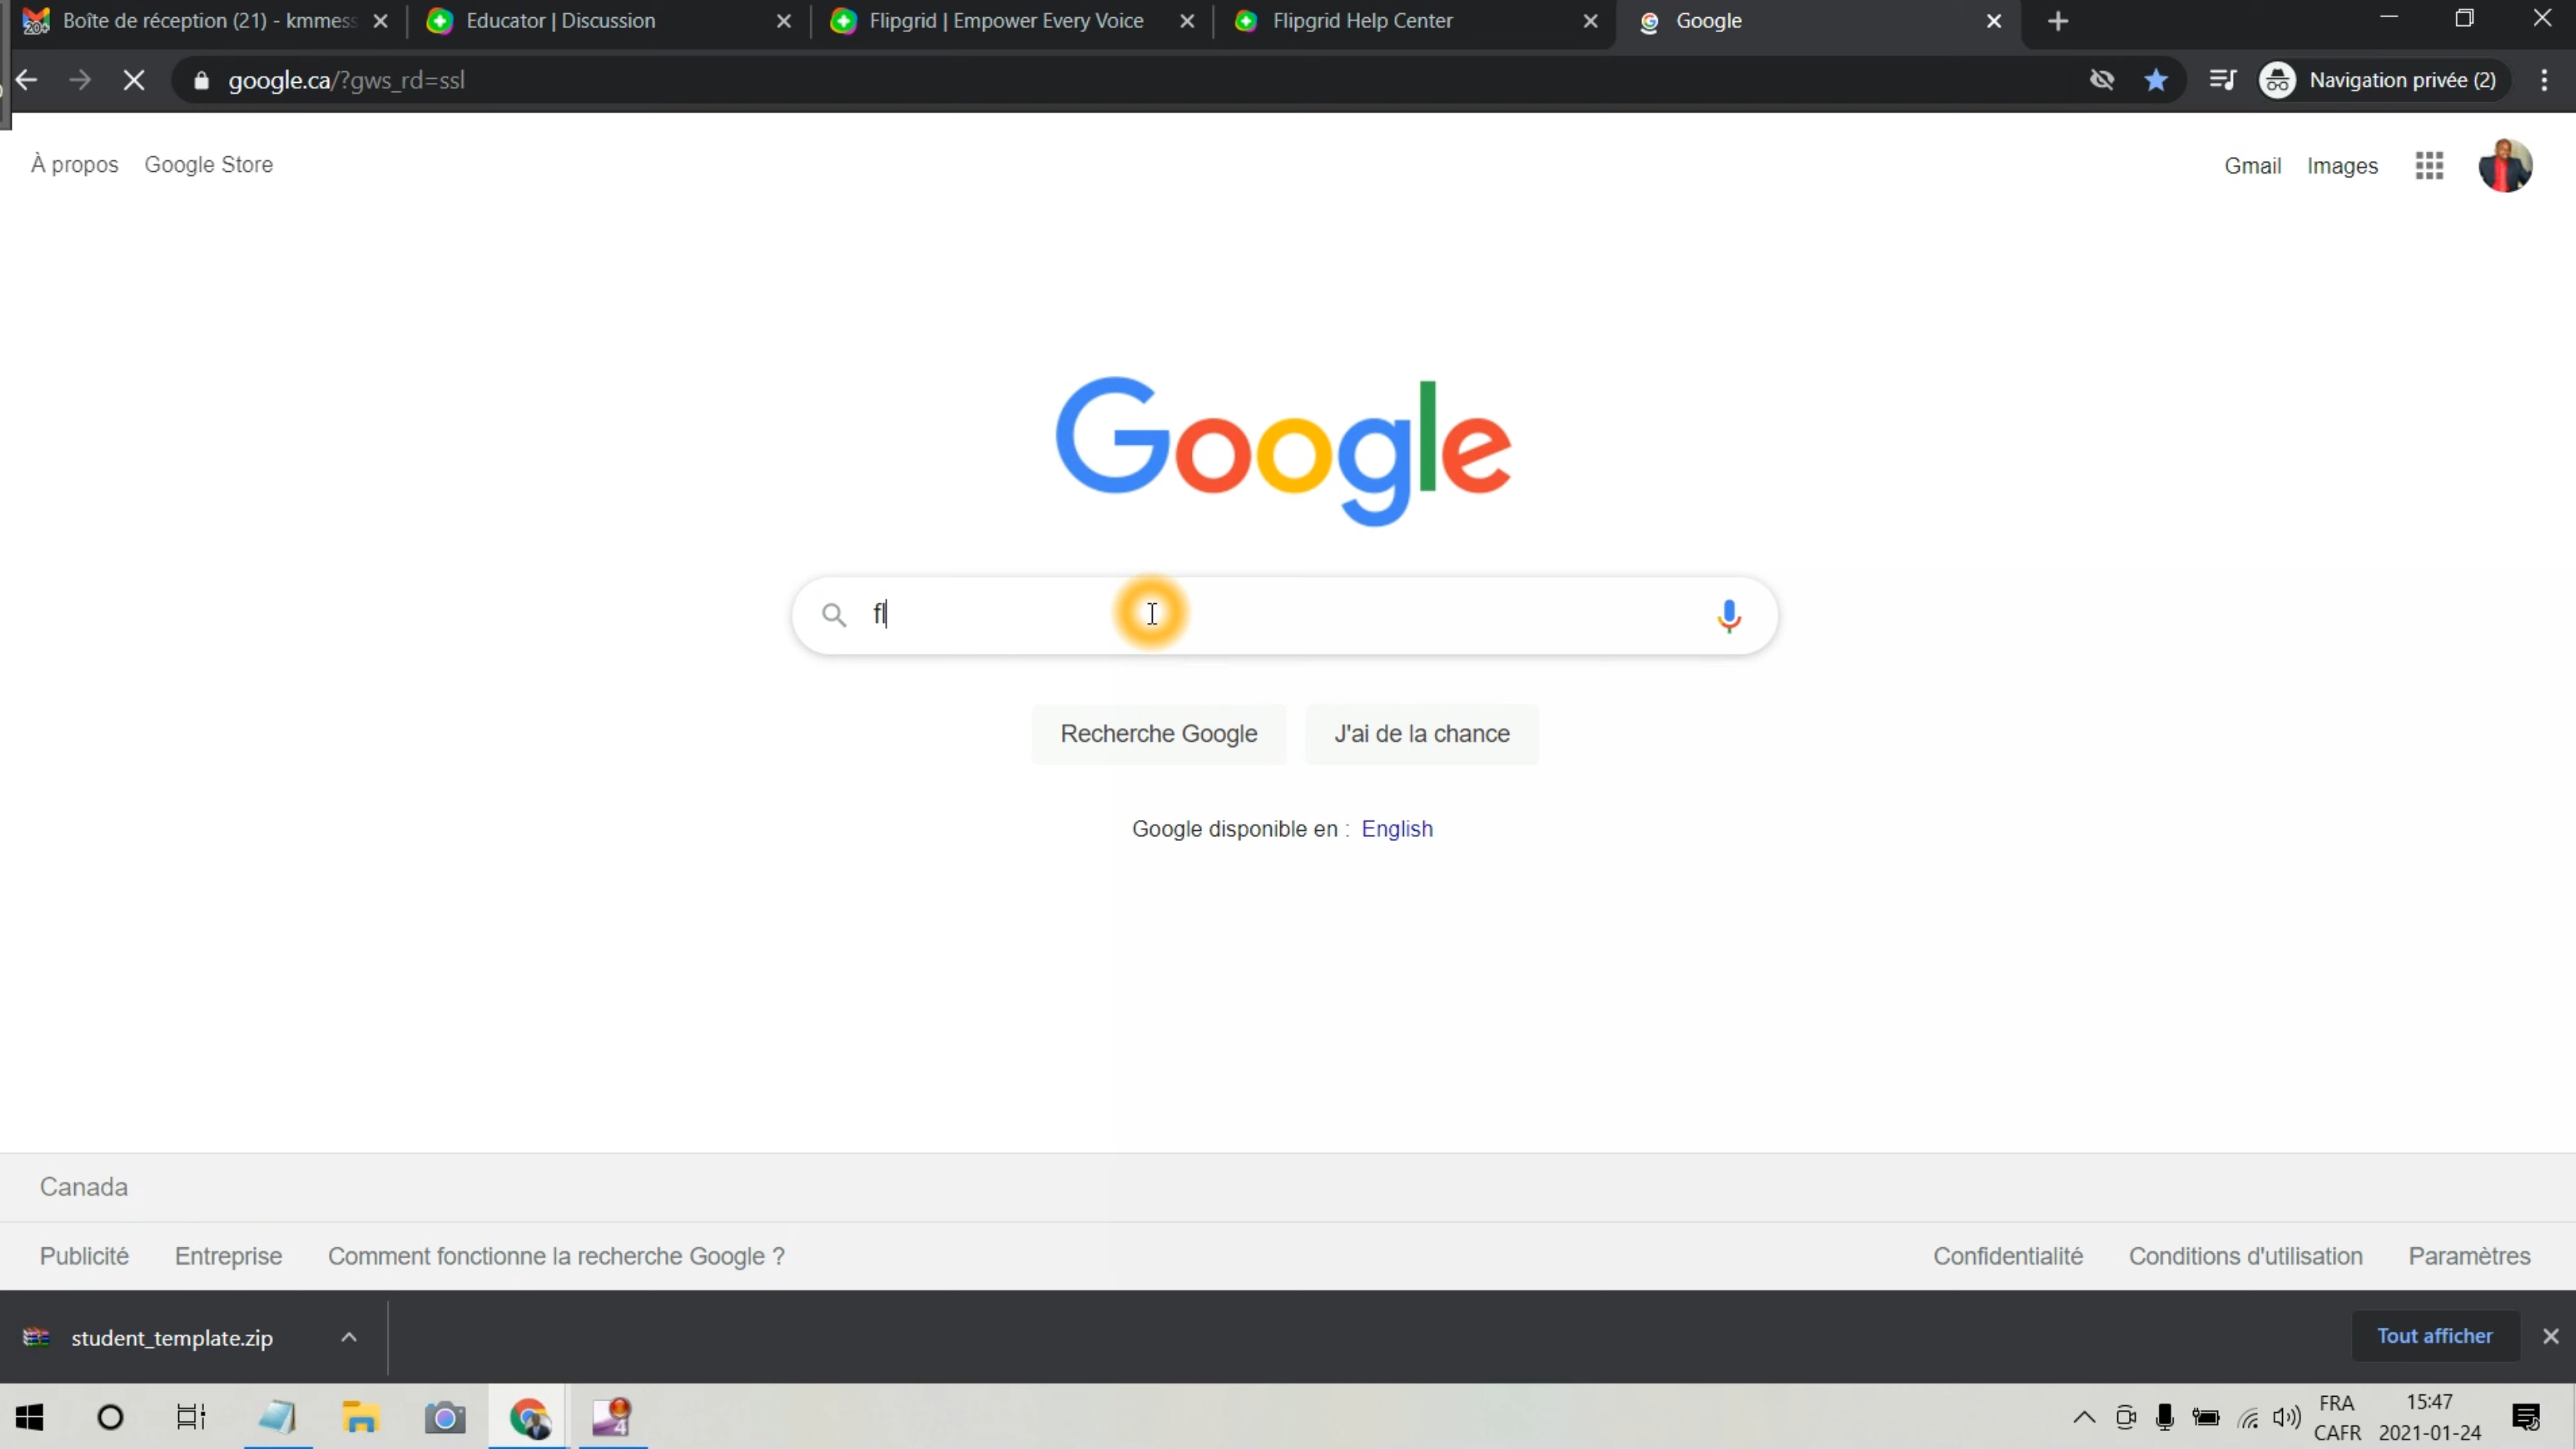 Boîte de réception (21) - kmmess
Educator | Discussion
Flipgrid | Empower Every Voice
Flipgrid Help Center
Google
google.ca/?gws_rd=ssl
Navigation privée (2)
À propos
Google Store
Gmail
Images
Google
fl
Recherche Google
J'ai de la chance
Google disponible en : English
Canada
Publicité
Entreprise
Comment fonctionne la recherche Google ?
Confidentialité
Conditions d'utilisation
Paramètres
student_template.zip
Tout afficher
FRA
CAFR
15:47
2021-01-24